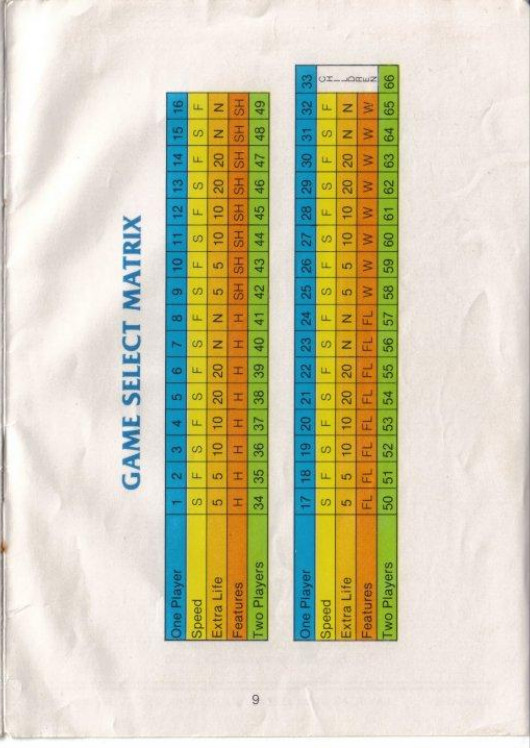 GAME SELECT MATRIX
One Player 1 2 3 4 5 6 7 8 9 10 11 12 13 14 15 16
Speed S F S F S F S F S F S F S F S F
Extra Life 5 5 10 10 20 20 N N 5 5 10 10 20 20 N N
Features H H H H H H H H SH SH SH SH SH SH SH SH
Two Players 34 35 36 37 38 39 40 41 42 43 44 45 46 47 48 49
One Player 17 18 19 20 21 22 23 24 25 26 27 28 29 30 31 32 33
Speed S F S F S F S F S F S F S F S F CHILDREN
Extra Life 5 5 10 10 20 20 N N 5 5 10 10 20 20 N N
Features FL FL FL FL FL FL FL FL W W W W W W W W
Two Players 50 51 52 53 54 55 56 57 58 59 60 61 62 63 64 65 66
9